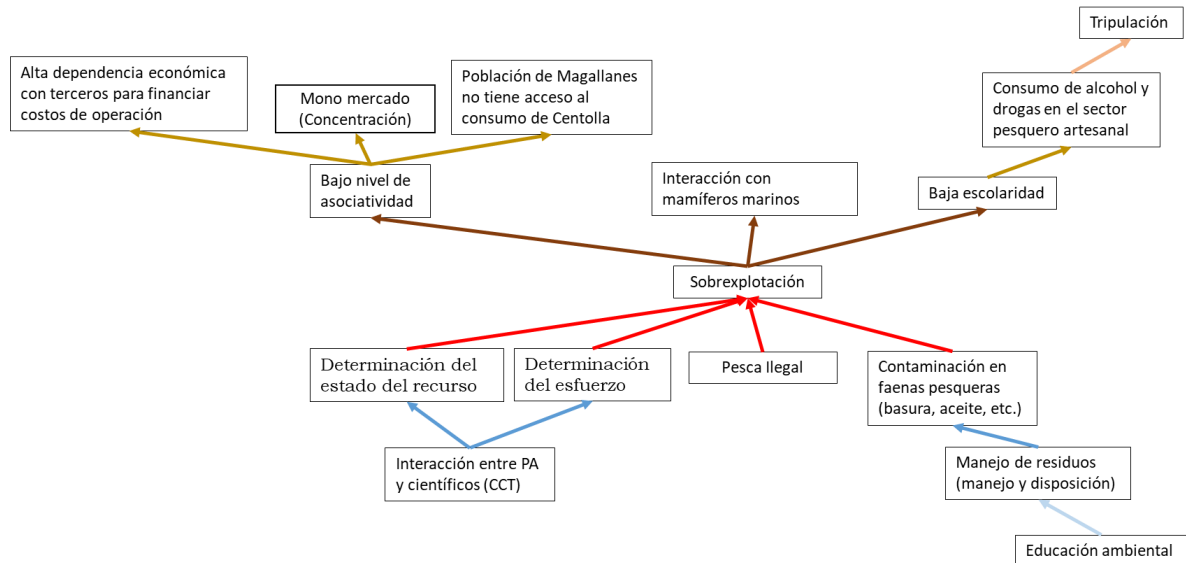 Tripulación
Alta dependencia económica
con terceros para financiar
costos de operación
Mono mercado
(Concentración)
Población de Magallanes
no tiene acceso al
consumo de Centolla
Consumo de alcohol y
drogas en el sector
pesquero artesanal
Bajo nivel de
asociatividad
Interacción con
mamíferos marinos
Baja escolaridad
Sobrexplotación
Determinación del
estado del recurso
Determinación
del esfuerzo
Pesca Ilegal
Contaminación en
faenas pesqueras
(basura, aceite, etc.)
Interacción entre PA
y científicos (CCT)
Manejo de residuos
(manejo y disposición)
Educación ambiental